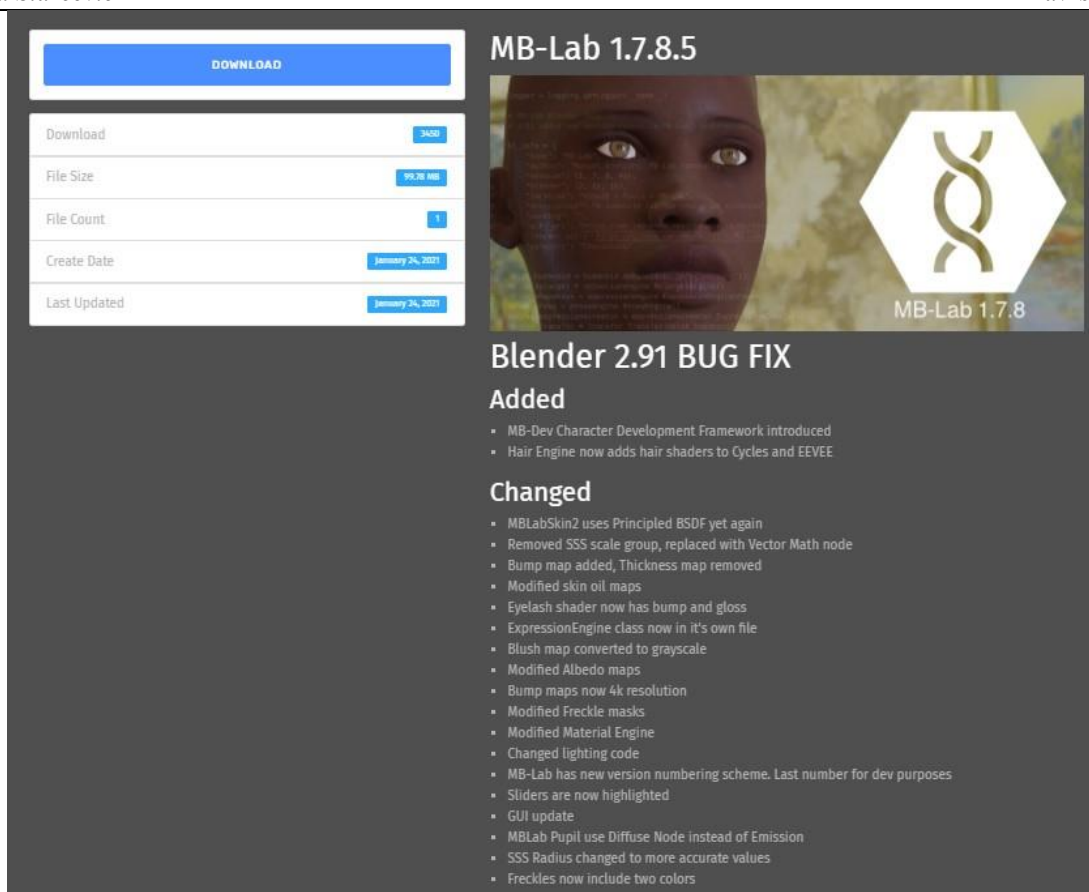 DOWNLOAD
Download 3450
File Size 99.78 MB
File Count 1
Create Date January 24, 2021
Last Updated January 24, 2021
MB-Lab 1.7.8.5
MB-Lab 1.7.8
Blender 2.91 BUG FIX
Added
▪ MB-Dev Character Development Framework introduced
▪ Hair Engine now adds hair shaders to Cycles and EEVEE
Changed
▪ MBLabSkin2 uses Principled BSDF yet again
▪ Removed SSS scale group, replaced with Vector Math node
▪ Bump map added, Thickness map removed
▪ Modified skin oil maps
▪ Eyelash shader now has bump and gloss
▪ ExpressionEngine class now in it's own file
▪ Blush map converted to grayscale
▪ Modified Albedo maps
▪ Bump maps now 4k resolution
▪ Modified Freckle masks
▪ Modified Material Engine
▪ Changed lighting code
▪ MB-Lab has new version numbering scheme. Last number for dev purposes
▪ Sliders are now highlighted
▪ GUI update
▪ MBLab Pupil use Diffuse Node instead of Emission
▪ SSS Radius changed to more accurate values
▪ Freckles now include two colors